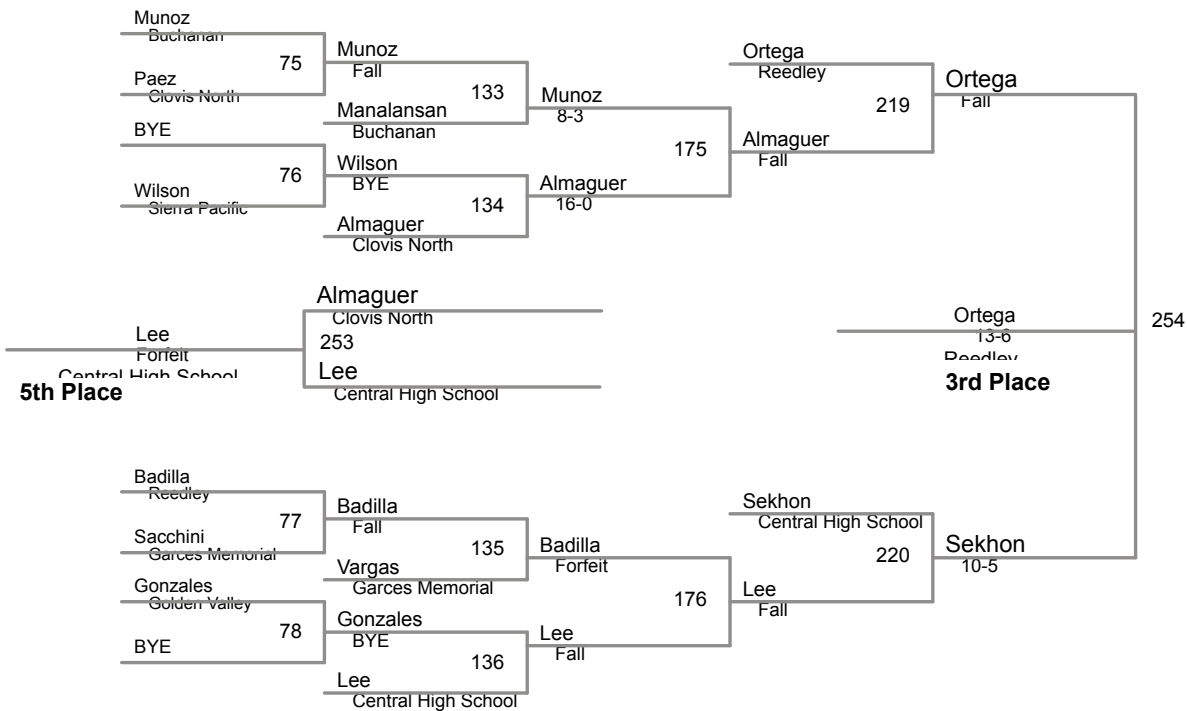 Munoz
Buchanan
75
Paez
Clovis North
BYE
76
Wilson
Sierra Pacific
Munoz
Fall
133
Manalansan
Buchanan
Wilson
BYE
134
Almaguer
Clovis North
Munoz
8-3
175
Almaguer
16-0
Ortega
Reedley
219
Almaguer
Fall
Ortega
Fall
Almaguer
Clovis North
253
Lee
Central High School
Lee
Forfeit
Central High School
5th Place
Ortega
13-6
Reedley
3rd Place
254
Badilla
Reedley
77
Sacchini
Garces Memorial
Gonzales
Golden Valley
78
BYE
Badilla
Fall
135
Vargas
Garces Memorial
Gonzales
BYE
136
Lee
Central High School
Badilla
Forfeit
176
Lee
Fall
Sekhon
Central High School
220
Lee
Fall
Sekhon
10-5